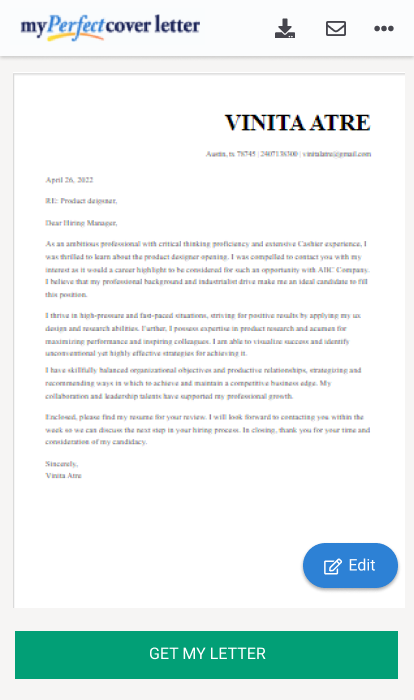 myPerfectcover letter
VINITA ATRE
Austin, tx 78745 | 2407138300 | vinitalatre@gmail.com
April 26, 2022
RE: Product deigsner,
Dear Hiring Manager,
As an ambitious professional with critical thinking proficiency and extensive Cashier experience, I
was thrilled to learn about the product designer opening. I was compelled to contact you with my
interest as it would a career highlight to be considered for such an opportunity with ABC Company.
I believe that my professional background and industrialist drive make me an ideal candidate to fill
this position.
I thrive in high-pressure and fast-paced situations, striving for positive results by applying my ux
design and research abilities. Further, I possess expertise in product research and acumen for
maximizing performance and inspiring colleagues. I am able to visualize success and identify
unconventional yet highly effective strategies for achieving it.
I have skillfully balanced organizational objectives and productive relationships, strategizing and
recommending ways in which to achieve and maintain a competitive business edge. My
collaboration and leadership talents have supported my professional growth.
Enclosed, please find my resume for your review. I will look forward to contacting you within the
week so we can discuss the next step in your hiring process. In closing, thank you for your time and
consideration of my candidacy.
Sincerely,
Vinita Atre
Edit
GET MY LETTER